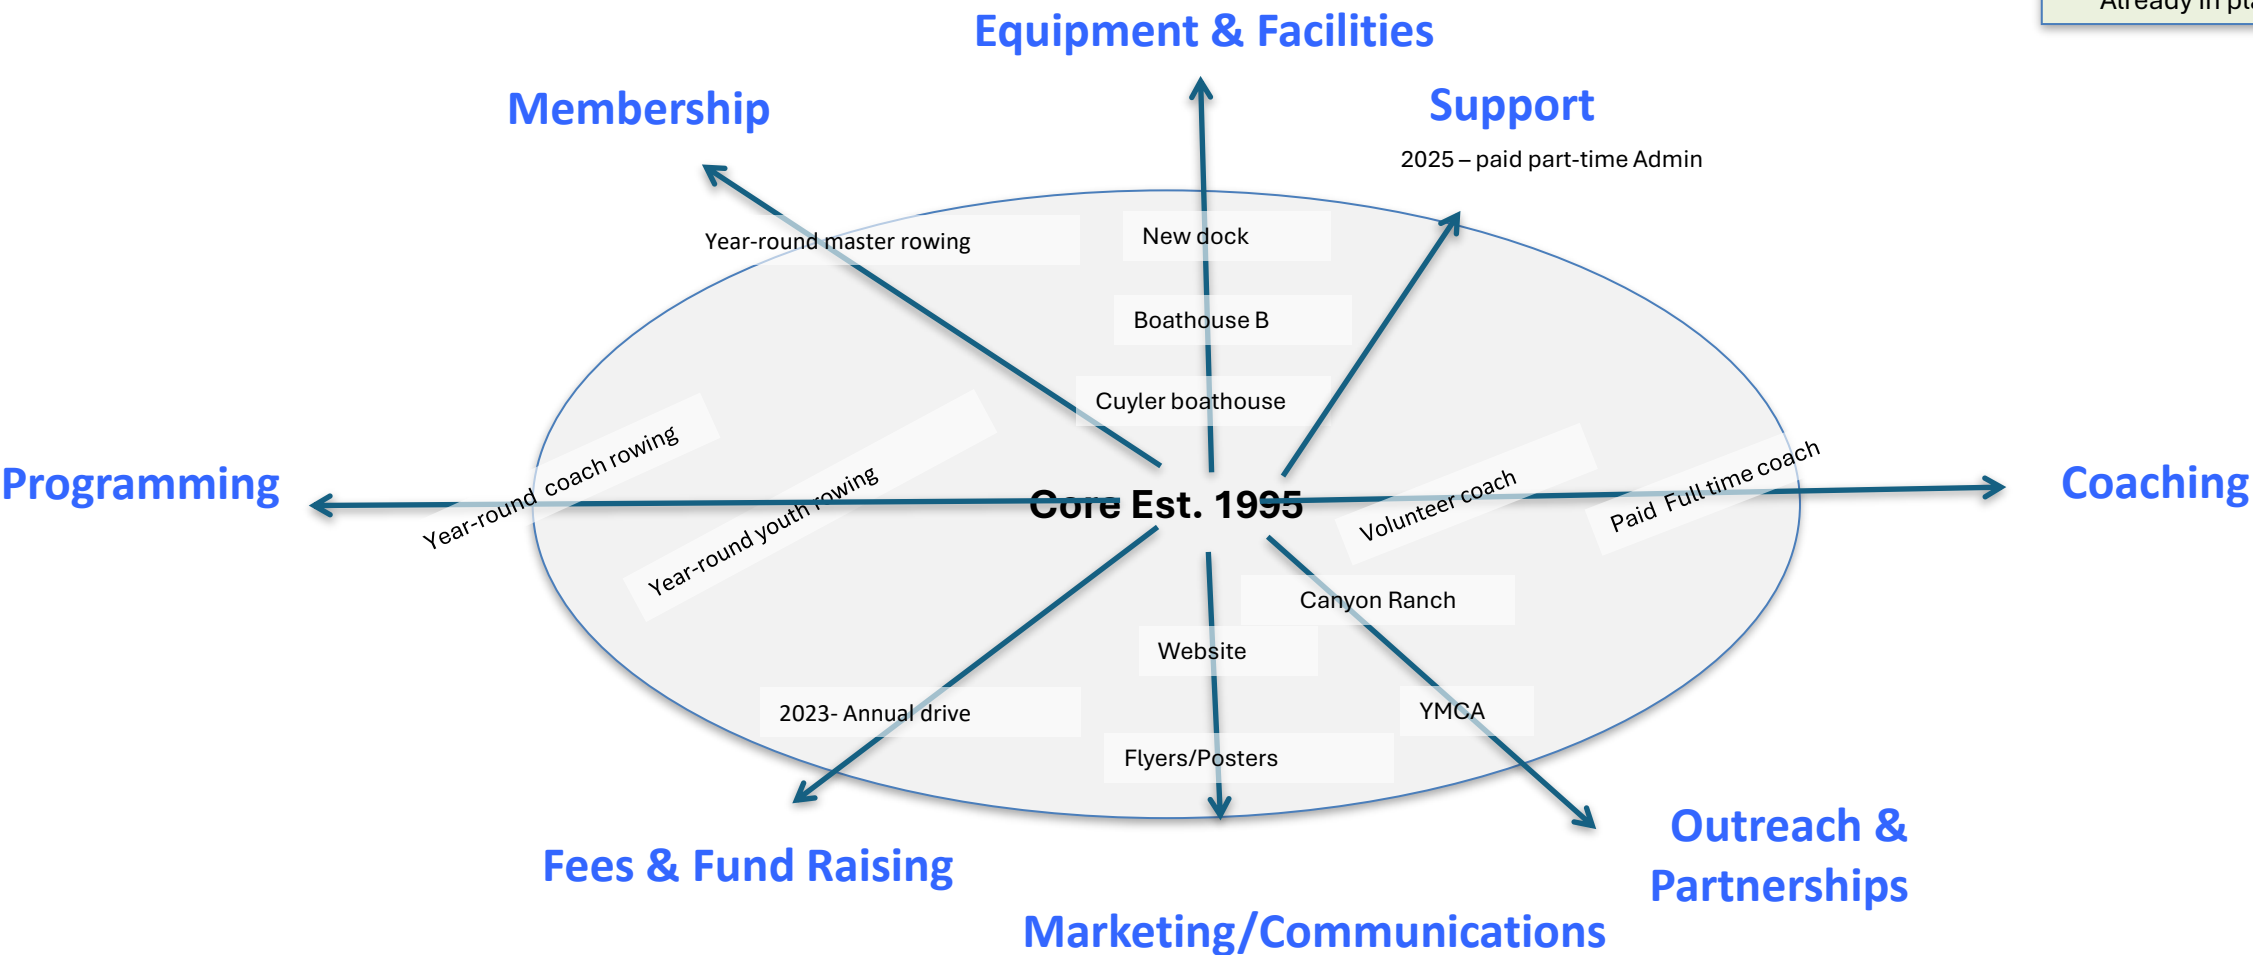 Already in
Equipment & Facilities
Membership
Support
2025 – paid part-time Admin
Year-round master rowing
New dock
Boathouse B
Cuyler boathouse
Year-round  coach rowing
Year-round youth rowing
Programming
Core Est. 1995
Volunteer coach
Paid  Full time coach
Coaching
Canyon Ranch
Website
2023- Annual drive
YMCA
Flyers/Posters
Outreach &
Partnerships
Fees & Fund Raising
Marketing/Communications